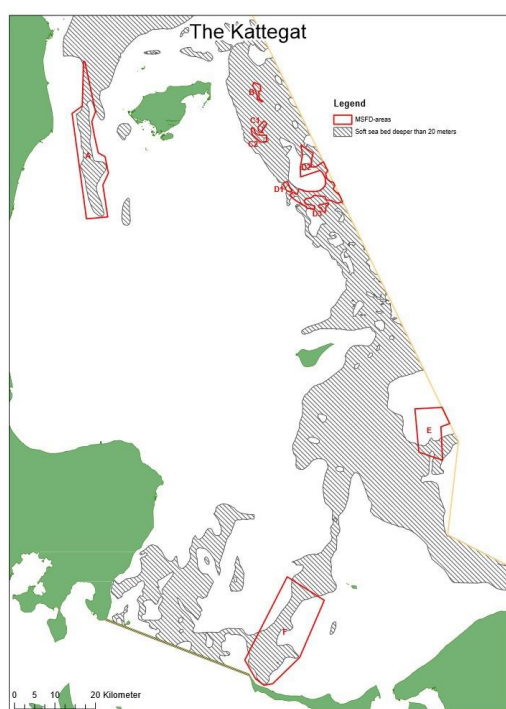 The Kattegat
B
Legend
MSFD-areas
Soft sea bed deeper than 20 meters
C1
C2
A
D2
D1
D3
E
F
0 5 10 20 Kilometer